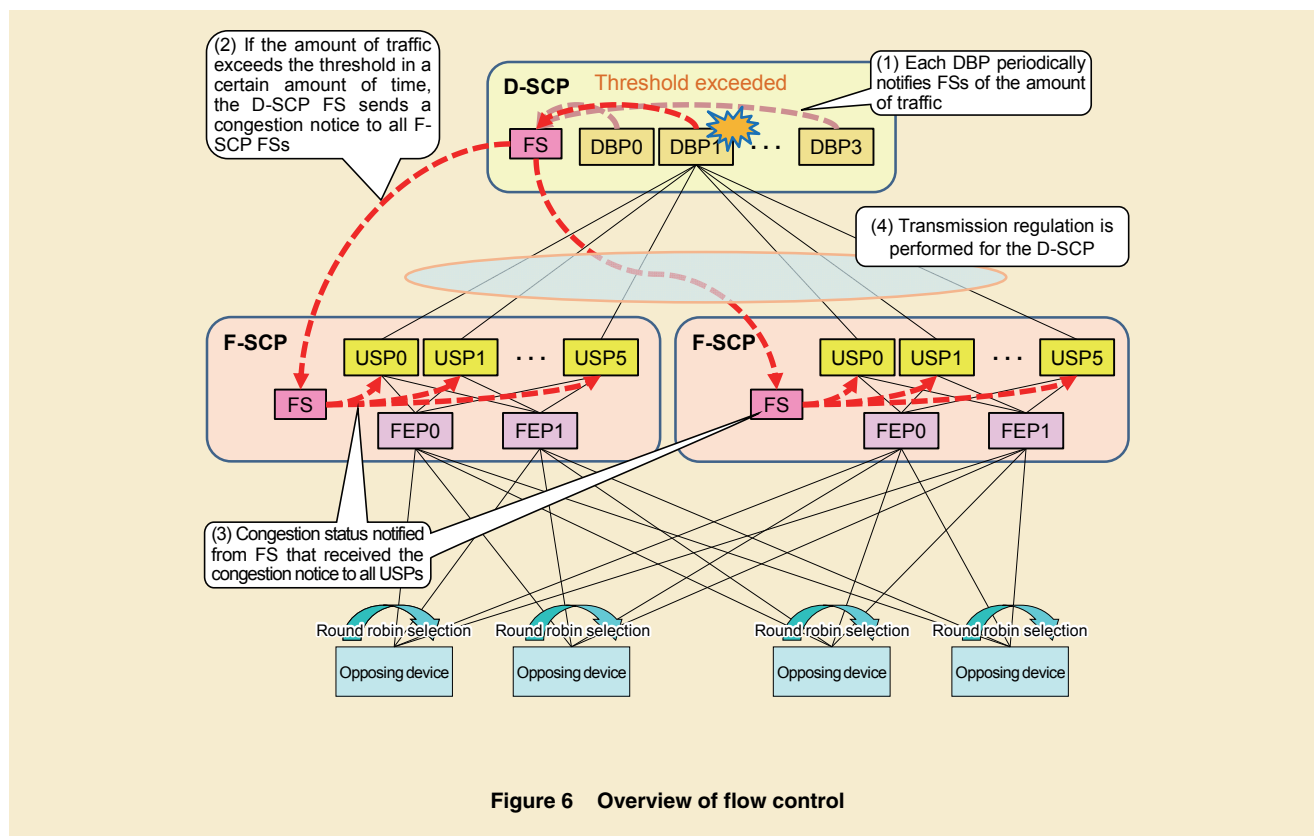 (2) If the amount of traffic
exceeds the threshold in a
certain amount of time,
the D-SCP FS sends a
congestion notice to all F-
SCP FSs
D-SCP
Threshold exceeded
(1) Each DBP periodically
notifies FSs of the amount
of traffic
FS
DBP0
DBP1
· · ·
DBP3
(4) Transmission regulation is
performed for the D-SCP
F-SCP
USP0
USP1
· · ·
USP5
FS
FEP0
FEP1
F-SCP
USP0
USP1
· · ·
USP5
FS
FEP0
FEP1
(3) Congestion status notified
from FS that received the
congestion notice to all USPs
Round robin selection
Round robin selection
Round robin selection
Round robin selection
Opposing device
Opposing device
Opposing device
Opposing device
Figure 6 Overview of flow control